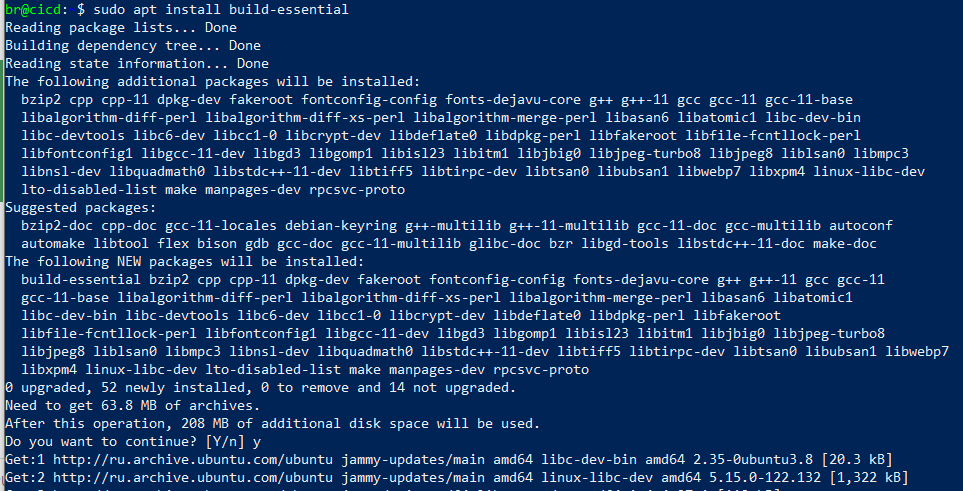 br@cicd: $ sudo apt install build-essential
Reading package lists... Done
Building dependency tree... Done
Reading state information... Done
The following additional packages will be installed:
  bzip2 cpp cpp-11 dpkg-dev fakeroot fontconfig-config fonts-dejavu-core g++ g++-11 gcc gcc-11 gcc-11-base
  libalgorithm-diff-perl libalgorithm-diff-xs-perl libalgorithm-merge-perl libasan6 libatomic1 libc-dev-bin
  libc-devtools libc6-dev libcc1-0 libcrypt-dev libdeflate0 libdpkg-perl libfakeroot libfile-fcntllock-perl
  libfontconfig1 libgcc-11-dev libgd3 libgomp1 libisl23 libitm1 libjbig0 libjpeg-turbo8 libjpeg8 liblsan0 libmpc3
  libnsl-dev libquadmath0 libstdc++-11-dev libtiff5 libtirpc-dev libtsan0 libubsan1 libwebp7 libxpm4 linux-libc-dev
  lto-disabled-list make manpages-dev rpcsvc-proto
Suggested packages:
  bzip2-doc cpp-doc gcc-11-locales debian-keyring g++-multilib g++-11-multilib gcc-11-doc gcc-multilib autoconf
  automake libtool flex bison gdb gcc-doc gcc-11-multilib glibc-doc bzr libgd-tools libstdc++-11-doc make-doc
The following NEW packages will be installed:
  build-essential bzip2 cpp cpp-11 dpkg-dev fakeroot fontconfig-config fonts-dejavu-core g++ g++-11 gcc gcc-11
  gcc-11-base libalgorithm-diff-perl libalgorithm-diff-xs-perl libalgorithm-merge-perl libasan6 libatomic1
  libc-dev-bin libc-devtools libc6-dev libcc1-0 libcrypt-dev libdeflate0 libdpkg-perl libfakeroot
  libfile-fcntllock-perl libfontconfig1 libgcc-11-dev libgd3 libgomp1 libisl23 libitm1 libjbig0 libjpeg-turbo8
  libjpeg8 liblsan0 libmpc3 libnsl-dev libquadmath0 libstdc++-11-dev libtiff5 libtirpc-dev libtsan0 libubsan1 libwebp7
  libxpm4 linux-libc-dev lto-disabled-list make manpages-dev rpcsvc-proto
0 upgraded, 52 newly installed, 0 to remove and 14 not upgraded.
Need to get 63.8 MB of archives.
After this operation, 208 MB of additional disk space will be used.
Do you want to continue? [Y/n] y
Get:1 http://ru.archive.ubuntu.com/ubuntu jammy-updates/main amd64 libc-dev-bin amd64 2.35-0ubuntu3.8 [20.3 kB]
Get:2 http://ru.archive.ubuntu.com/ubuntu jammy-updates/main amd64 linux-libc-dev amd64 5.15.0-122.132 [1,322 kB]